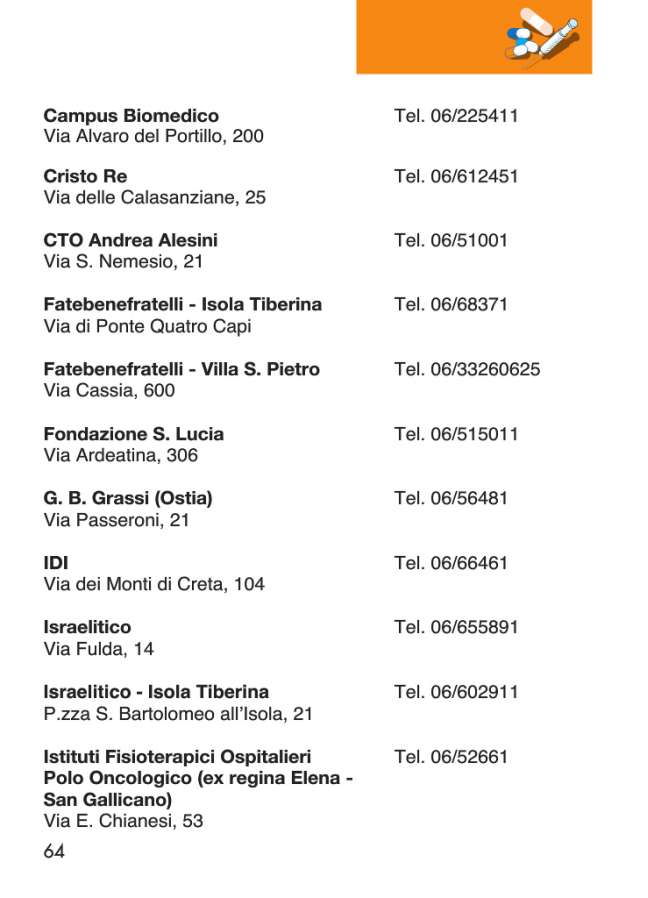 Campus Biomedico Tel. 06/225411
Via Alvaro del Portillo, 200
Cristo Re Tel. 06/612451
Via delle Calasanziane, 25
CTO Andrea Alesini Tel. 06/51001
Via S. Nemesio, 21
Fatebenefratelli - Isola Tiberina Tel. 06/68371
Via di Ponte Quatro Capi
Fatebenefratelli - Villa S. Pietro Tel. 06/33260625
Via Cassia, 600
Fondazione S. Lucia Tel. 06/515011
Via Ardeatina, 306
G. B. Grassi (Ostia) Tel. 06/56481
Via Passeroni, 21
IDI Tel. 06/66461
Via dei Monti di Creta, 104
Israelitico Tel. 06/655891
Via Fulda, 14
Israelitico - Isola Tiberina Tel. 06/602911
P.zza S. Bartolomeo all’Isola, 21
Istituti Fisioterapici Ospitalieri Tel. 06/52661
Polo Oncologico (ex regina Elena -
San Gallicano)
Via E. Chianesi, 53
64